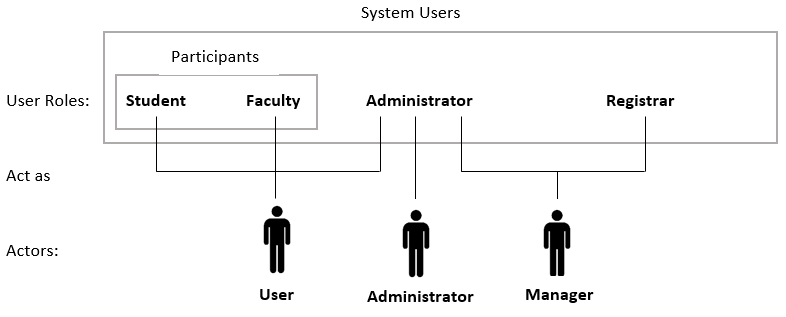 System Users
Participants
User Roles: Student Faculty Administrator Registrar
Act as
Actors:
User Administrator Manager